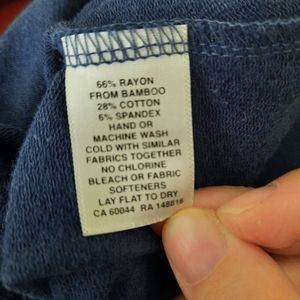 66% RAYON
FROM BAMBOO
28% COTTON
6% SPANDEX
HAND OR
MACHINE WASH
COLD WITH SIMILAR
FABRICS TOGETHER
NO CHLORINE
BLEACH OR FABRIC
SOFTENERS
LAY FLAT TO DRY
CA 60044 RA 148616